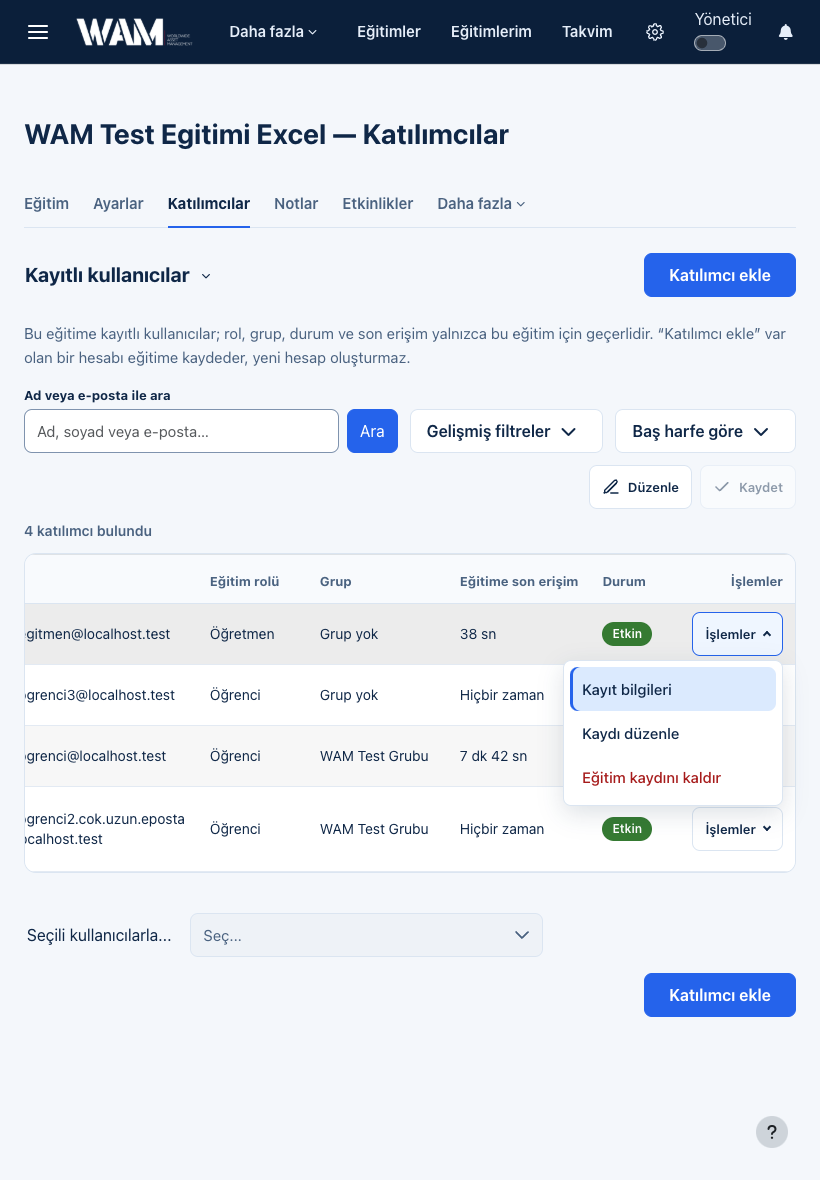 WAM
Daha fazla
Eğitimler
Eğitimlerim
Takvim
Yönetici
WAM Test Egitimi Excel — Katılımcılar
Eğitim
Ayarlar
Katılımcılar
Notlar
Etkinlikler
Daha fazla
Kayıtlı kullanıcılar
Katılımcı ekle
Bu eğitime kayıtlı kullanıcılar; rol, grup, durum ve son erişim yalnızca bu eğitim için geçerlidir. “Katılımcı ekle” var
olan bir hesabı eğitime kaydeder, yeni hesap oluşturmaz.
Ad veya e-posta ile ara
Ad, soyad veya e-posta...
Ara
Gelişmiş filtreler
Baş harfe göre
Düzenle
Kaydet
4 katılımcı bulundu
Eğitim rolü
Grup
Eğitime son erişim
Durum
İşlemler
gitmen@localhost.test
Öğretmen
Grup yok
38 sn
Etkin
İşlemler
grenci3@localhost.test
Öğrenci
Grup yok
Hiçbir zaman
grenci@localhost.test
Öğrenci
WAM Test Grubu
7 dk 42 sn
Kayıt bilgileri
Kaydı düzenle
Eğitim kaydını kaldır
grenci2.cok.uzun.eposta
ocalhost.test
Öğrenci
WAM Test Grubu
Hiçbir zaman
Etkin
İşlemler
Seçili kullanıcılarla...
Seç...
Katılımcı ekle
?